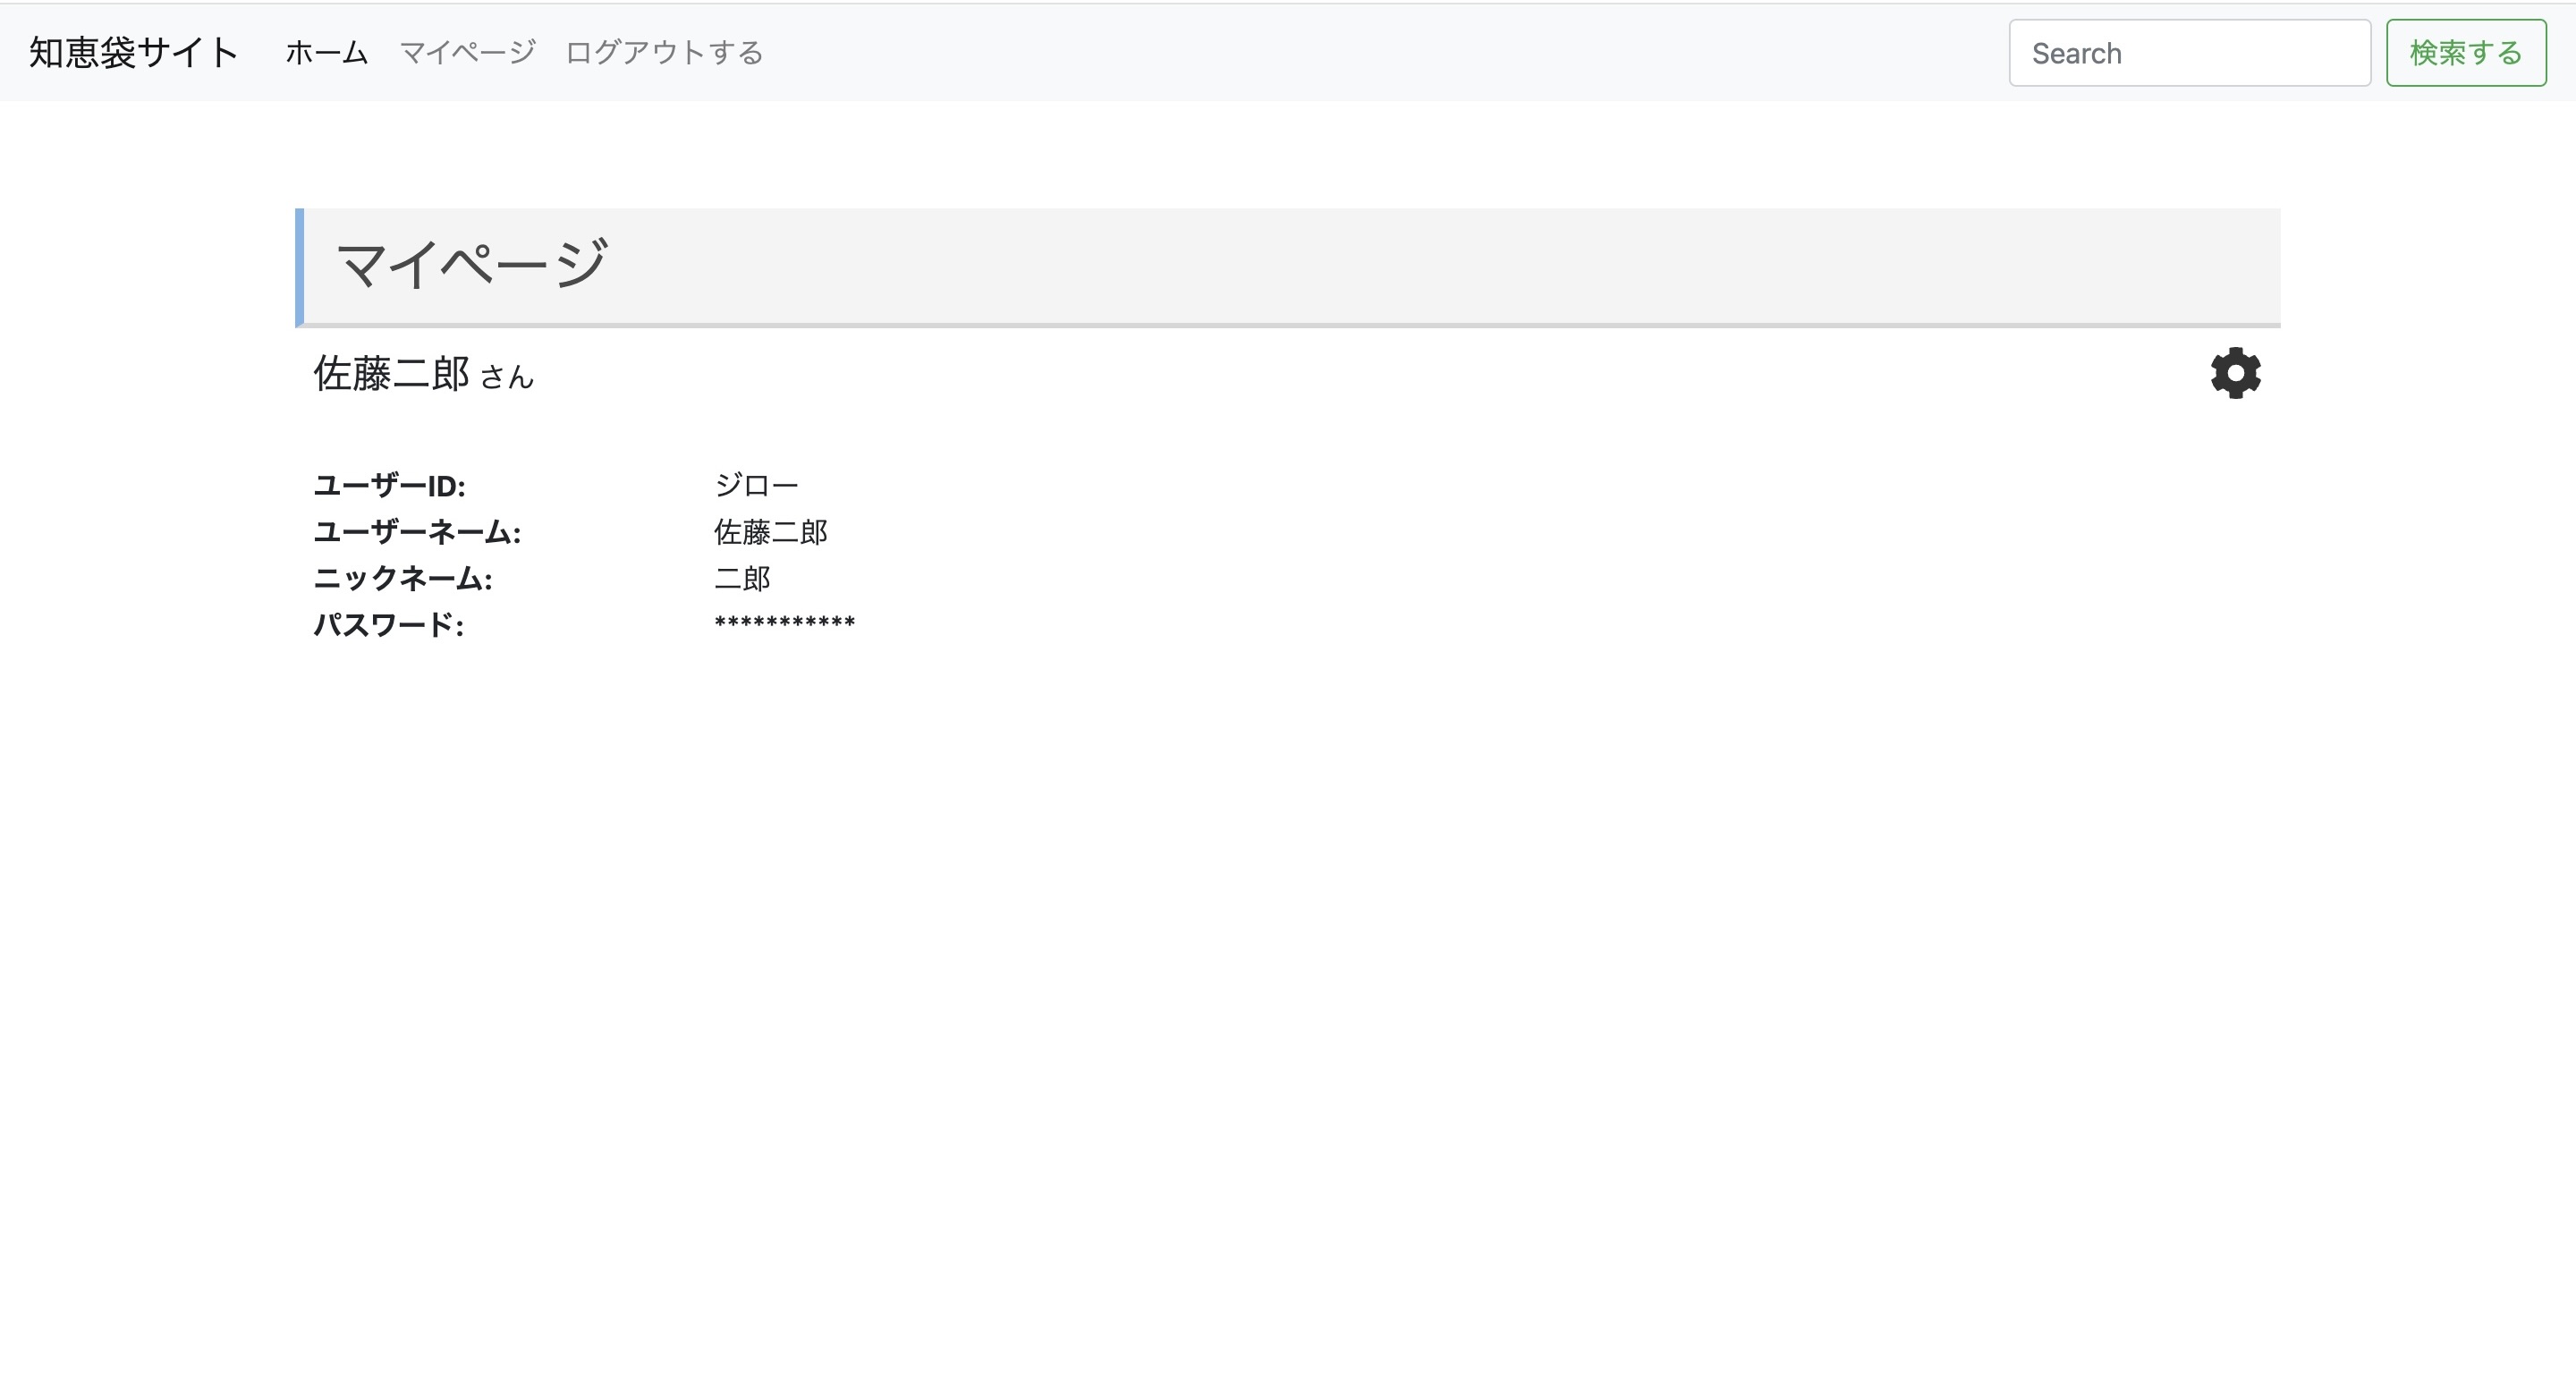 知恵袋サイト ホーム マイページ ログアウトする Search 検索する
マイページ
佐藤二郎 さん
ユーザーID: ジロー
ユーザーネーム: 佐藤二郎
ニックネーム: 二郎
パスワード: ***********